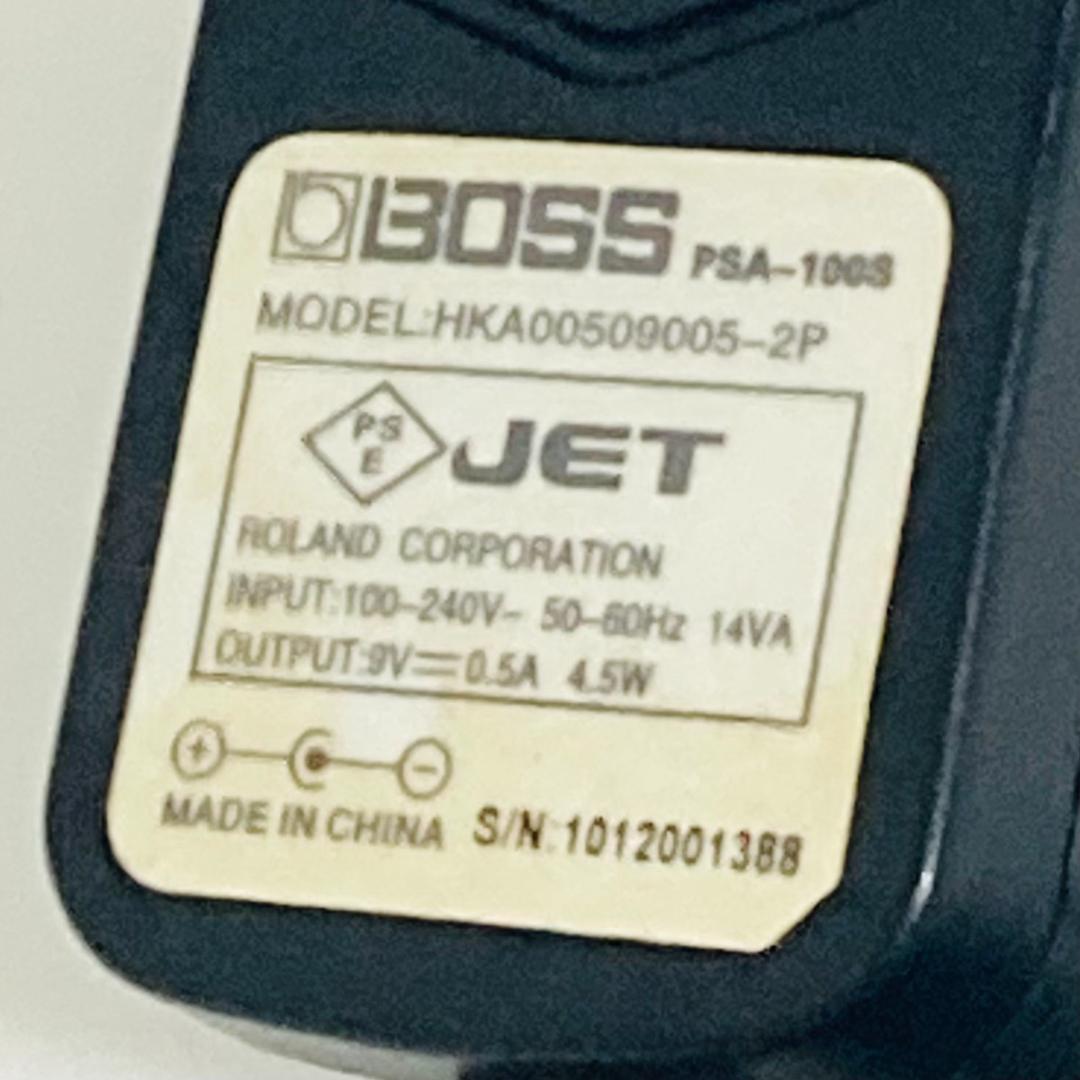 BOSS PSA-100S
MODEL:HKA00509005-2P
PS
E
JET
ROLAND CORPORATION
INPUT:100-240V~ 50-60Hz 14VA
OUTPUT:9V⎓0.5A 4.5W
+ -
MADE IN CHINA S/N:1012001388